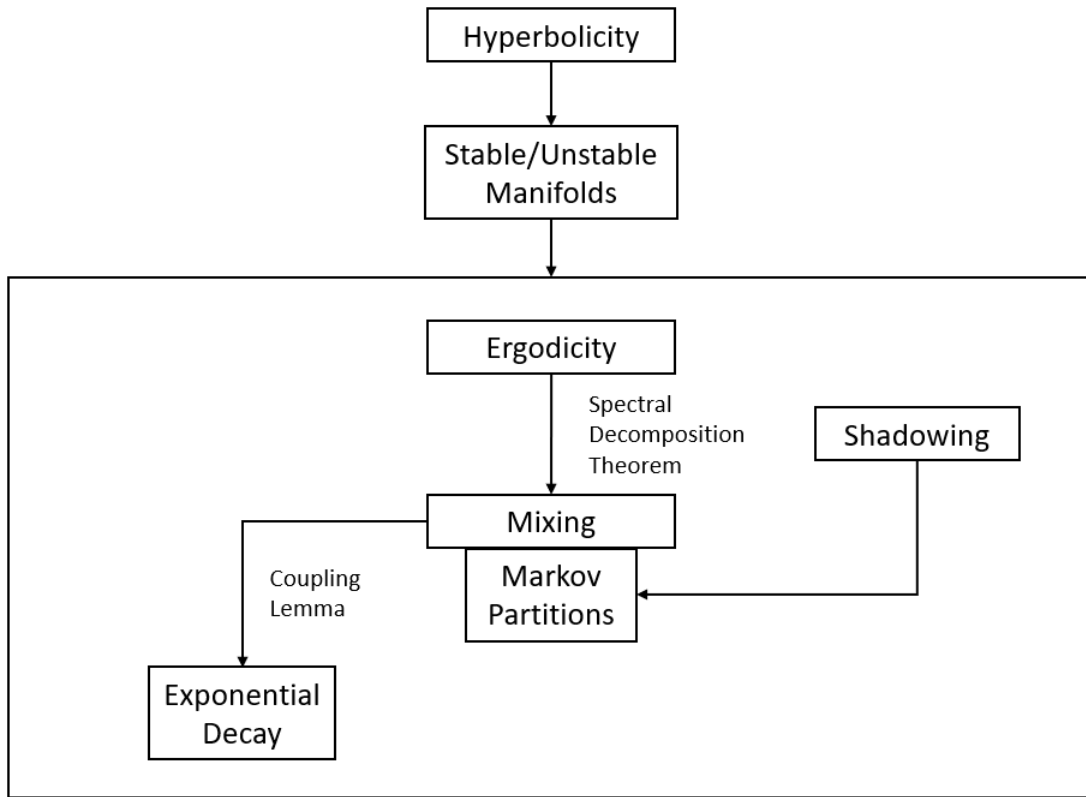 Hyperbolicity
Stable/Unstable
Manifolds
Ergodicity
Spectral
Decomposition
Theorem
Shadowing
Mixing
Markov
Partitions
Coupling
Lemma
Exponential
Decay